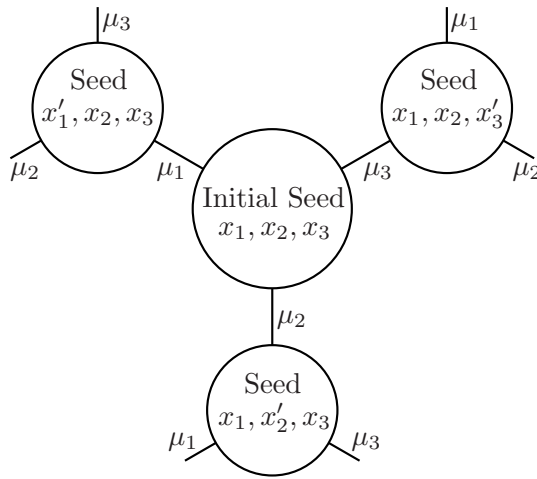 μ₃
μ₁
Seed
x′₁, x₂, x₃
Seed
x₁, x₂, x′₃
μ₂
μ₁
μ₃
μ₂
Initial Seed
x₁, x₂, x₃
μ₂
Seed
x₁, x′₂, x₃
μ₁
μ₃